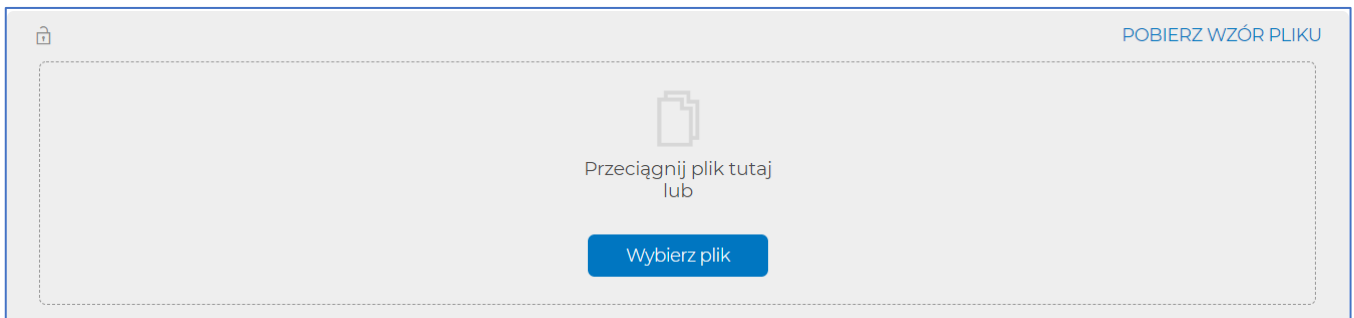 POBIERZ WZÓR PLIKU
Przeciągnij plik tutaj
lub
Wybierz plik